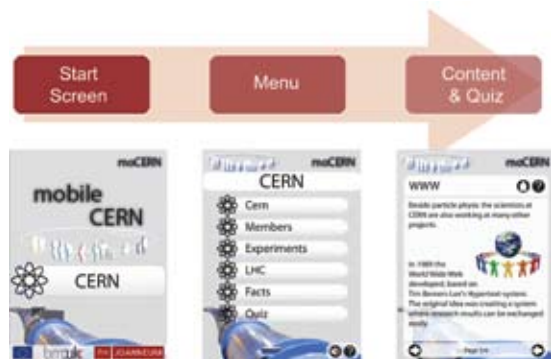 Start
Screen
Menu
Content
& Quiz
moCERN
mobile
CERN
CERN
JOANNEUM
moCERN
CERN
Cern
Members
Experiments
LHC
Facts
Quiz
moCERN
WWW
Beside particle physic the scientists at
CERN are also working at many other
projects.
In 1989 the
World Wide Web
developed, based on
Tim Berners-Lee's Hypertext-system.
The original idea was creating a system
where research results can be exchanged
easily.
Page